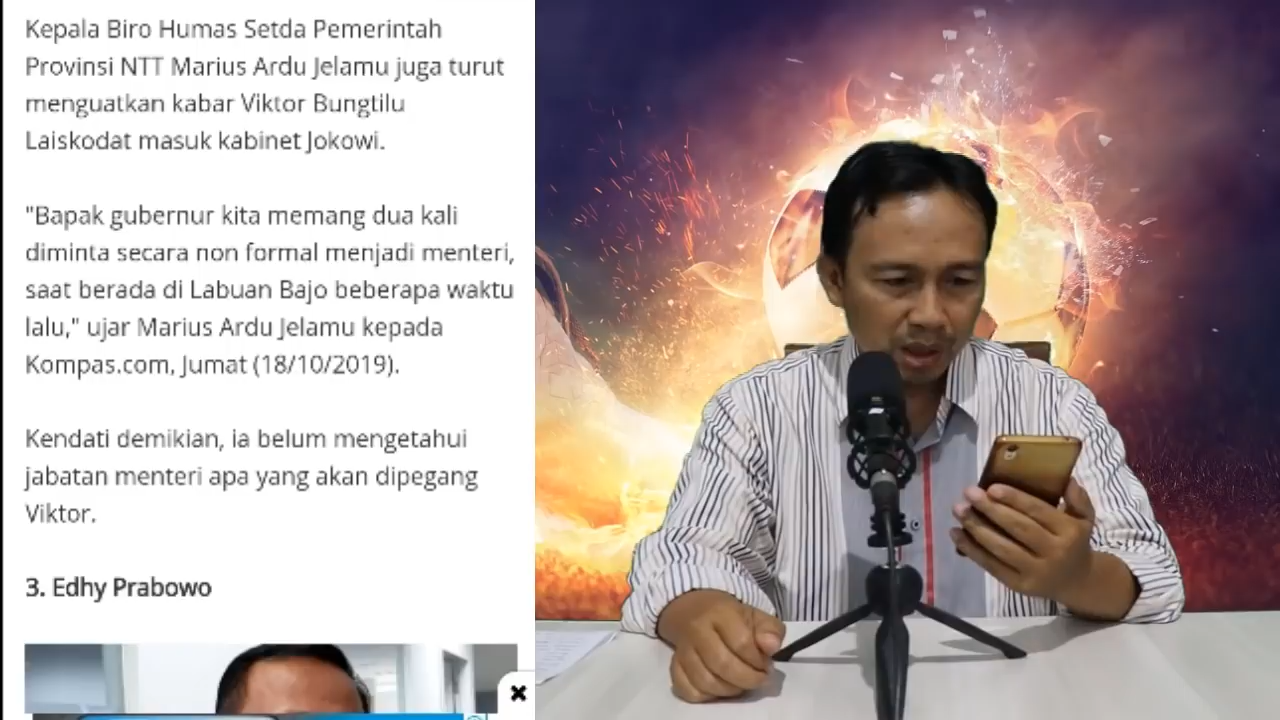 Kepala Biro Humas Setda Pemerintah
Provinsi NTT Marius Ardu Jelamu juga turut
menguatkan kabar Viktor Bungtilu
Laiskodat masuk kabinet Jokowi.
"Bapak gubernur kita memang dua kali
diminta secara non formal menjadi menteri,
saat berada di Labuan Bajo beberapa waktu
lalu," ujar Marius Ardu Jelamu kepada
Kompas.com, Jumat (18/10/2019).
Kendati demikian, ia belum mengetahui
jabatan menteri apa yang akan dipegang
Viktor.
3. Edhy Prabowo